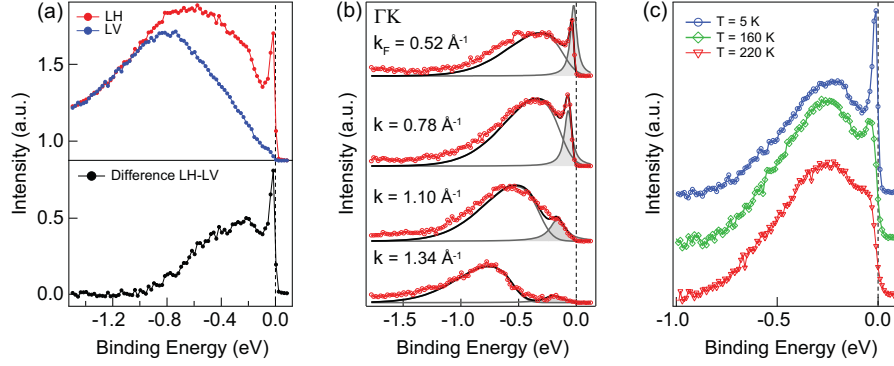 (a)
LH
LV
Difference LH-LV
1.5
1.0
0.5
0.0
Intensity (a.u.)
-1.2
-0.8
-0.4
0.0
Binding Energy (eV)
(b)
ΓK
k_F = 0.52 Å⁻¹
k = 0.78 Å⁻¹
k = 1.10 Å⁻¹
k = 1.34 Å⁻¹
Intensity (a.u.)
-1.5
-1.0
-0.5
0.0
Binding Energy (eV)
(c)
T = 5 K
T = 160 K
T = 220 K
Intensity (a.u.)
-1.0
-0.5
0.0
Binding Energy (eV)